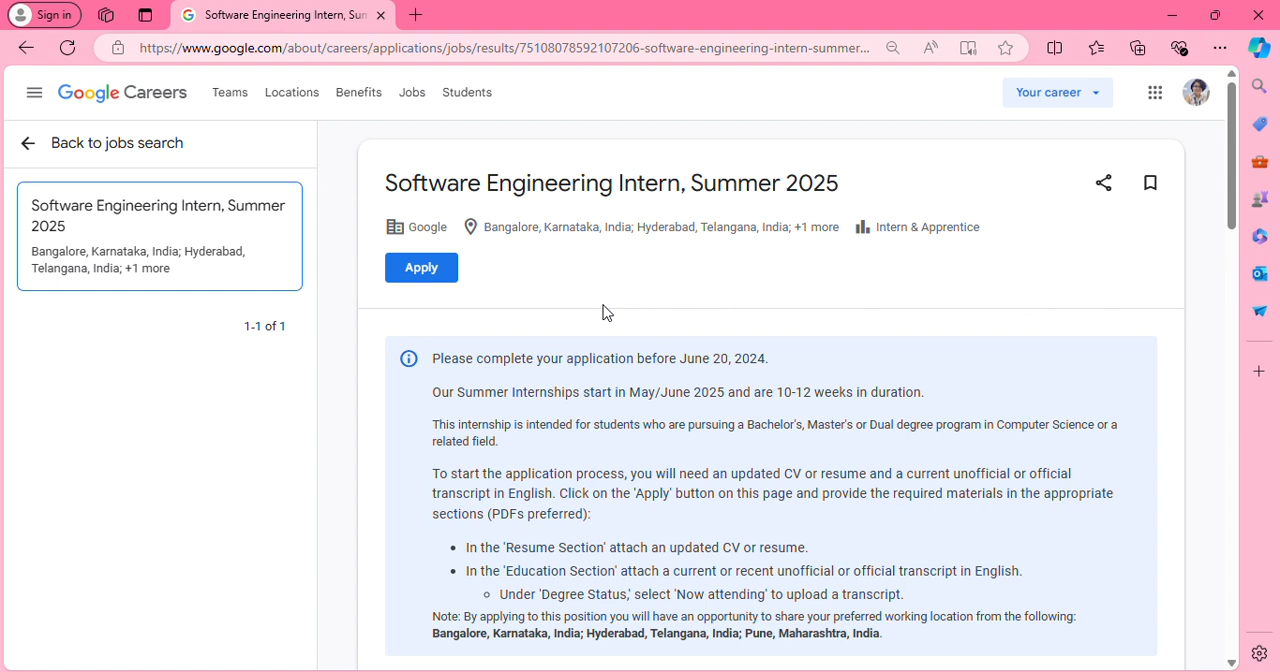 Sign in
Software Engineering Intern, Sum
https://www.google.com/about/careers/applications/jobs/results/75108078592107206-software-engineering-intern-summer...
Google Careers
Teams
Locations
Benefits
Jobs
Students
Your career
Back to jobs search
Software Engineering Intern, Summer
2025
Bangalore, Karnataka, India; Hyderabad,
Telangana, India; +1 more
1-1 of 1
Software Engineering Intern, Summer 2025
Google
Bangalore, Karnataka, India; Hyderabad, Telangana, India; +1 more
Intern & Apprentice
Apply
Please complete your application before June 20, 2024.
Our Summer Internships start in May/June 2025 and are 10-12 weeks in duration.
This internship is intended for students who are pursuing a Bachelor's, Master's or Dual degree program in Computer Science or a
related field.
To start the application process, you will need an updated CV or resume and a current unofficial or official
transcript in English. Click on the 'Apply' button on this page and provide the required materials in the appropriate
sections (PDFs preferred):
• In the 'Resume Section' attach an updated CV or resume.
• In the 'Education Section' attach a current or recent unofficial or official transcript in English.
○ Under 'Degree Status,' select 'Now attending' to upload a transcript.
Note: By applying to this position you will have an opportunity to share your preferred working location from the following:
Bangalore, Karnataka, India; Hyderabad, Telangana, India; Pune, Maharashtra, India.